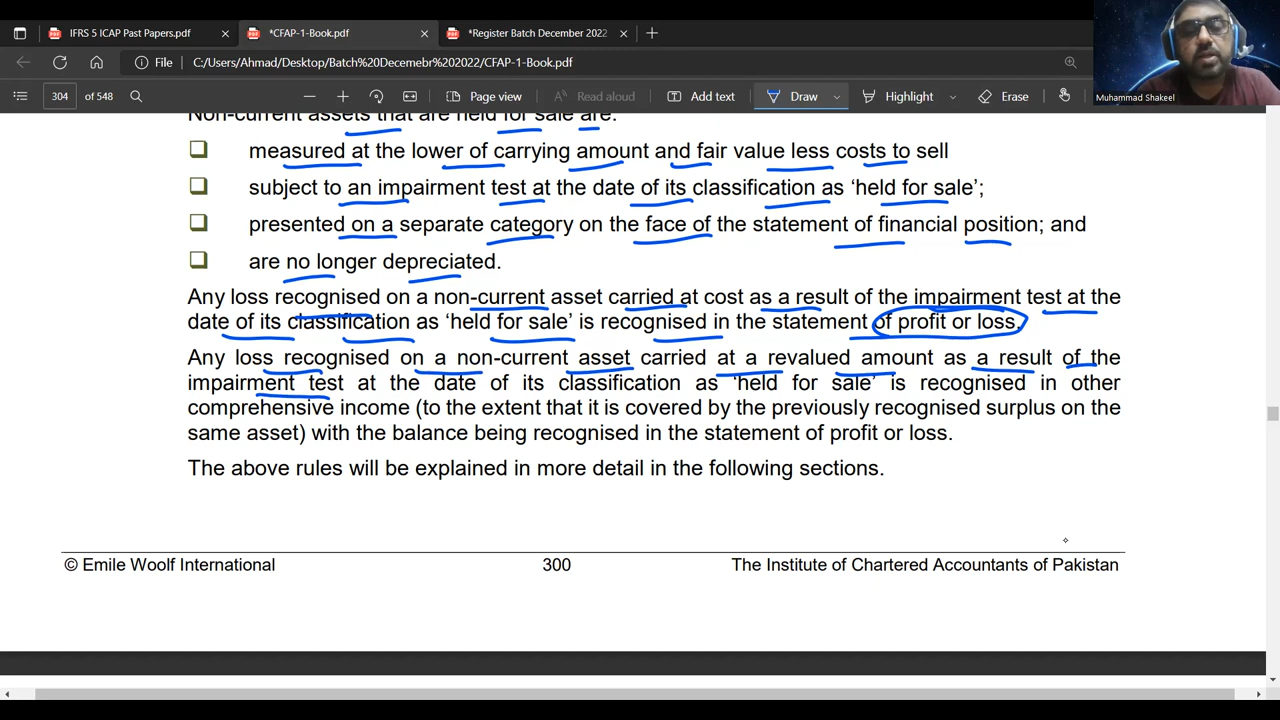 IFRS 5 ICAP Past Papers.pdf
*CFAP-1-Book.pdf
*Register Batch December 2022
File
C:/Users/Ahmad/Desktop/Batch%20Decemebr%202022/CFAP-1-Book.pdf
304 of 548
Page view
Read aloud
Add text
Draw
Highlight
Erase
Muhammad Shakeel
Non-current assets that are held for sale are:
measured at the lower of carrying amount and fair value less costs to sell
subject to an impairment test at the date of its classification as ‘held for sale’;
presented on a separate category on the face of the statement of financial position; and
are no longer depreciated.
Any loss recognised on a non-current asset carried at cost as a result of the impairment test at the
date of its classification as ‘held for sale’ is recognised in the statement of profit or loss.
Any loss recognised on a non-current asset carried at a revalued amount as a result of the
impairment test at the date of its classification as ‘held for sale’ is recognised in other
comprehensive income (to the extent that it is covered by the previously recognised surplus on the
same asset) with the balance being recognised in the statement of profit or loss.
The above rules will be explained in more detail in the following sections.
© Emile Woolf International
300
The Institute of Chartered Accountants of Pakistan